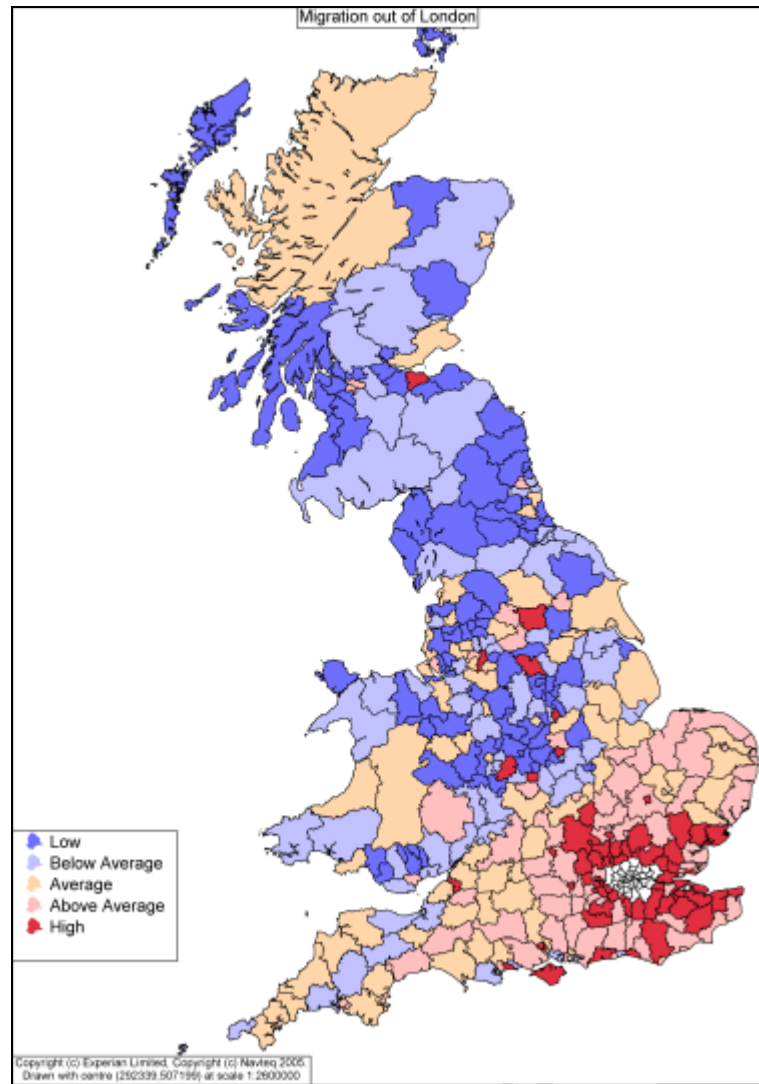 Migration out of London
Low
Below Average
Average
Above Average
High
Copyright (c) Experian Limited, Copyright (c) Navteq 2005.
Drawn with centre (292339,507199) at scale 1:2600000